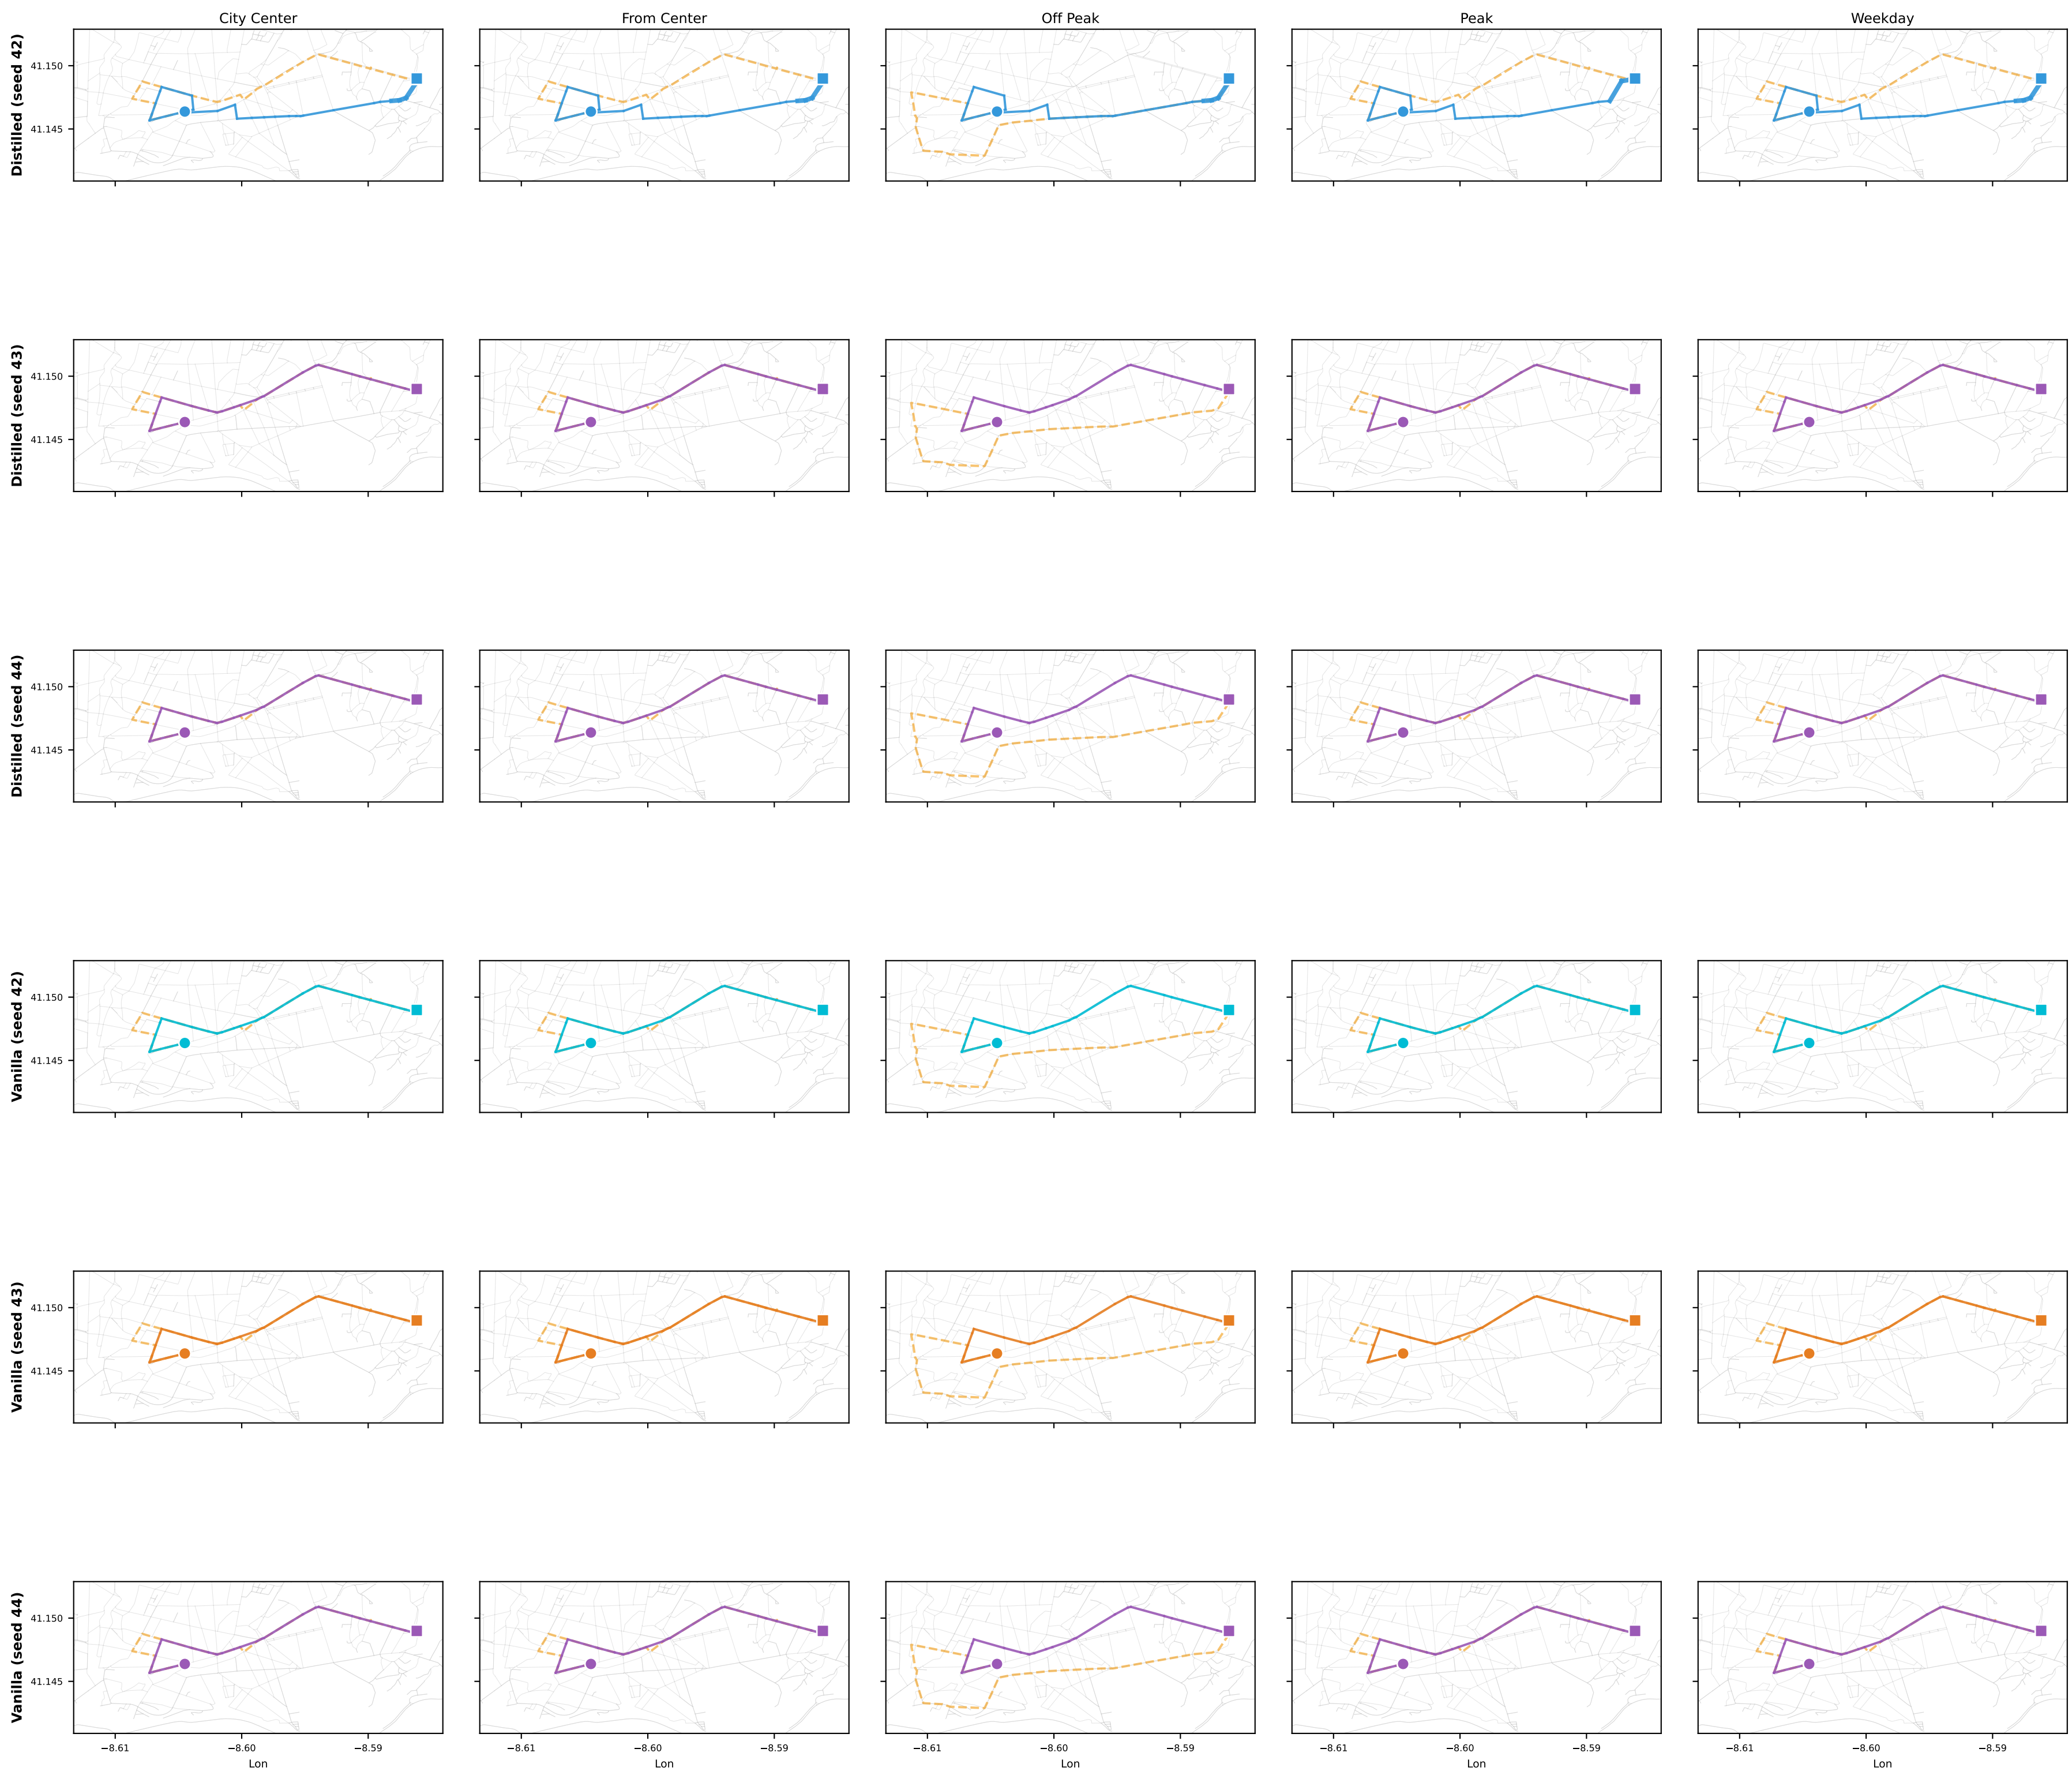 City Center From Center Off Peak Peak Weekday
Distilled (seed 42)
41.150
41.145
Distilled (seed 43)
41.150
41.145
Distilled (seed 44)
41.150
41.145
Vanilla (seed 42)
41.150
41.145
Vanilla (seed 43)
41.150
41.145
Vanilla (seed 44)
41.150
41.145
−8.61 −8.60 −8.59 −8.61 −8.60 −8.59 −8.61 −8.60 −8.59 −8.61 −8.60 −8.59 −8.61 −8.60 −8.59
Lon Lon Lon Lon Lon